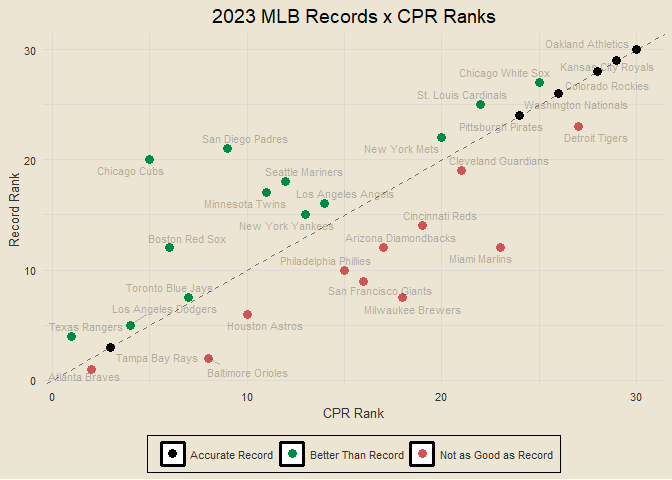 2023 MLB Records x CPR Ranks
30
Oakland Athletics
Kansas City Royals
Chicago White Sox
Colorado Rockies
St. Louis Cardinals
Washington Nationals
Pittsburgh Pirates
Detroit Tigers
San Diego Padres
New York Mets
20
Cleveland Guardians
Chicago Cubs
Seattle Mariners
Los Angeles Angels
Minnesota Twins
Cincinnati Reds
New York Yankees
Boston Red Sox
Arizona Diamondbacks
Miami Marlins
Philadelphia Phillies
10
Toronto Blue Jays
San Francisco Giants
Los Angeles Dodgers
Milwaukee Brewers
Texas Rangers
Houston Astros
Tampa Bay Rays
Baltimore Orioles
Atlanta Braves
0
Record Rank
0 10 20 30
CPR Rank
Accurate Record Better Than Record Not as Good as Record